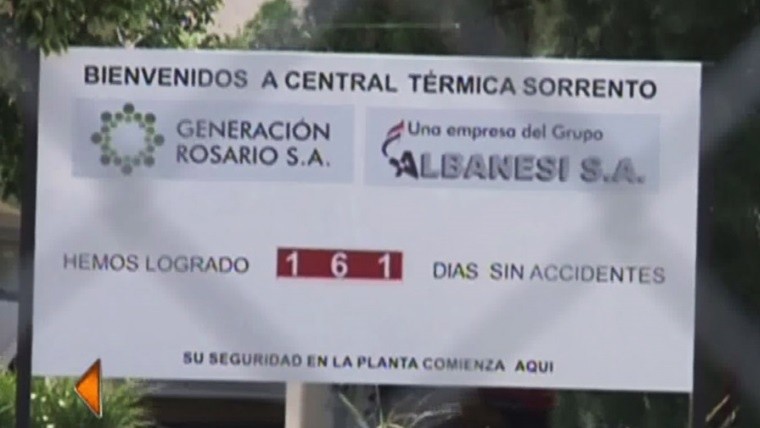 BIENVENIDOS A CENTRAL TÉRMICA SORRENTO
GENERACIÓN
ROSARIO S.A.
Una empresa del Grupo
ALBANESI S.A.
HEMOS LOGRADO 1 6 1 DIAS SIN ACCIDENTES
SU SEGURIDAD EN LA PLANTA COMIENZA AQUI